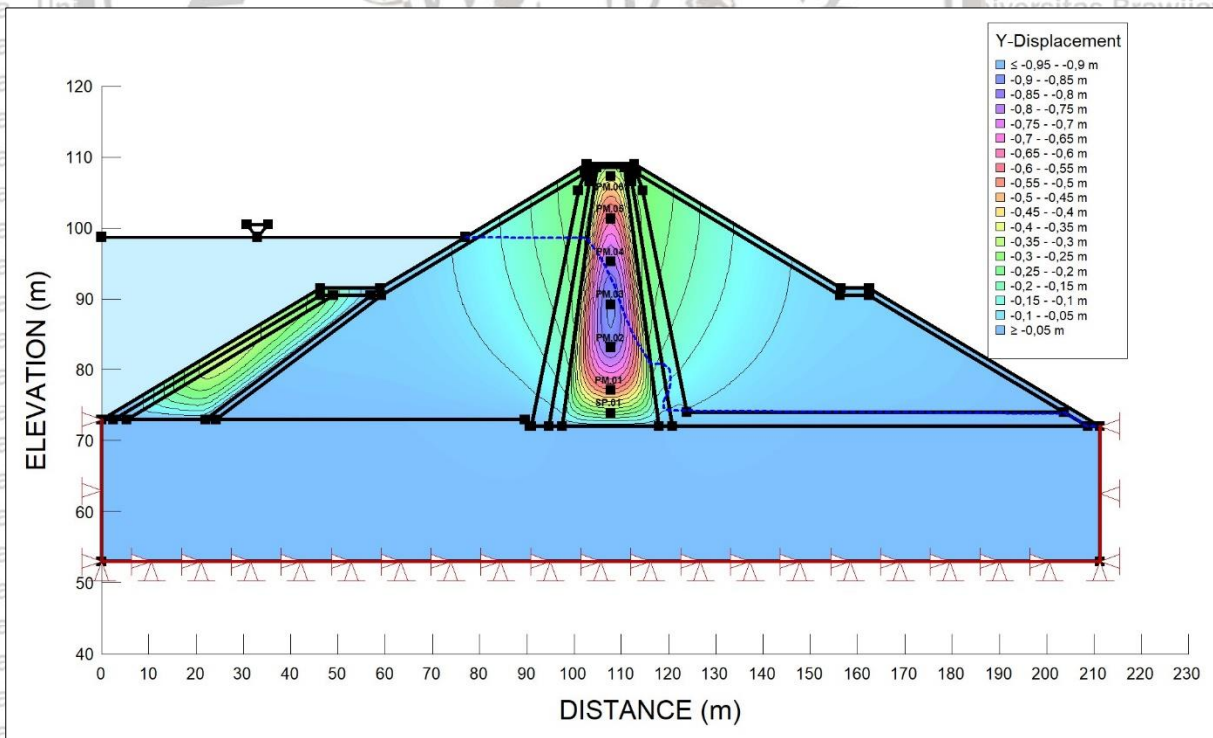 Universitas Brawijaya
Y-Displacement
≤ -0,95 - -0,9 m
-0,9 - -0,85 m
-0,85 - -0,8 m
-0,8 - -0,75 m
-0,75 - -0,7 m
-0,7 - -0,65 m
-0,65 - -0,6 m
-0,6 - -0,55 m
-0,55 - -0,5 m
-0,5 - -0,45 m
-0,45 - -0,4 m
-0,4 - -0,35 m
-0,35 - -0,3 m
-0,3 - -0,25 m
-0,25 - -0,2 m
-0,2 - -0,15 m
-0,15 - -0,1 m
-0,1 - -0,05 m
≥ -0,05 m
ELEVATION (m)
120
110
100
90
80
70
60
50
40
PM.06
PM.05
PM.04
PM.03
PM.02
PM.01
SP.01
0 10 20 30 40 50 60 70 80 90 100 110 120 130 140 150 160 170 180 190 200 210 220 230
DISTANCE (m)